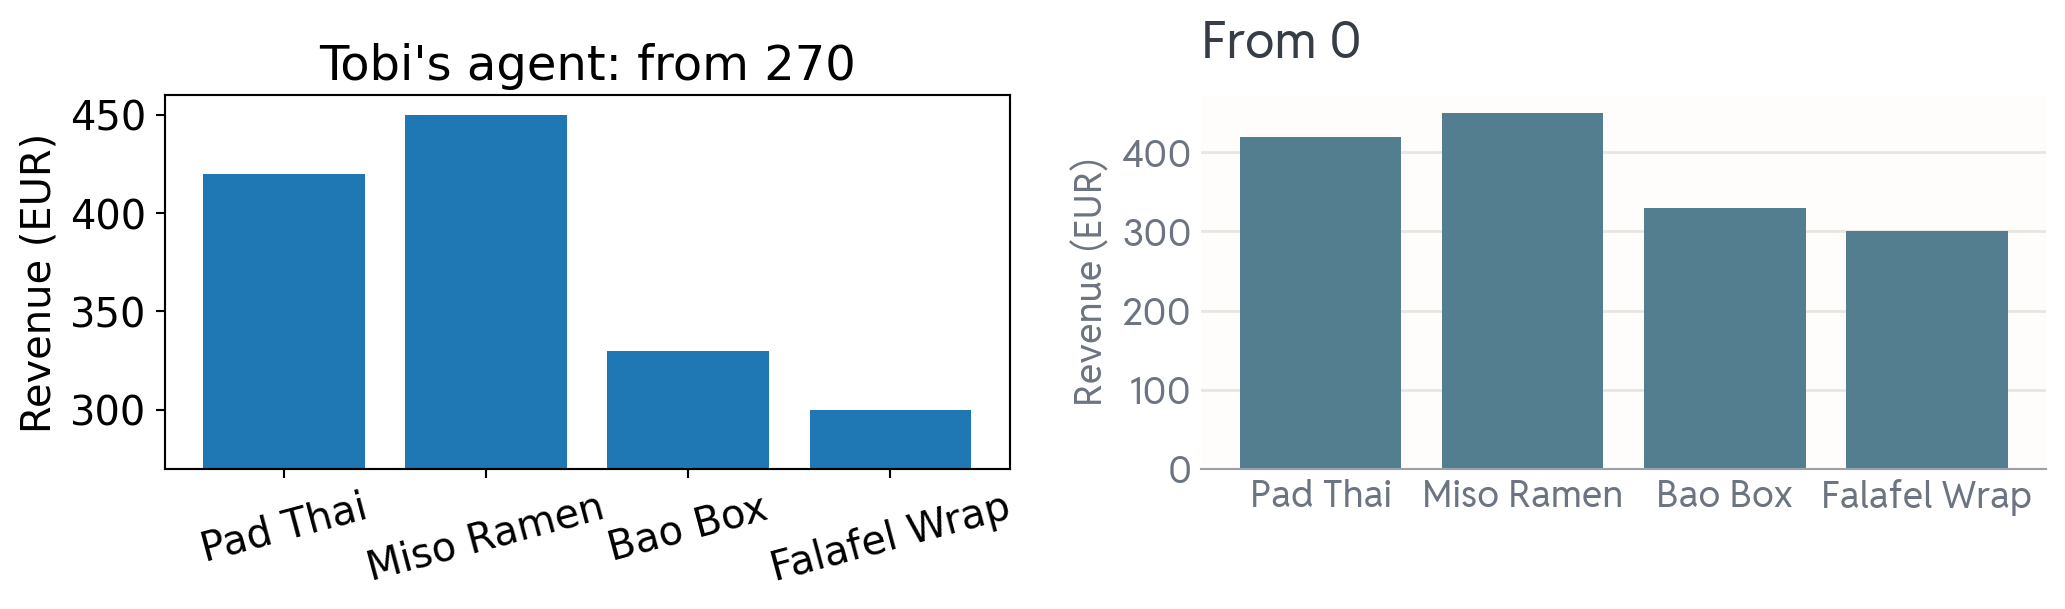 Tobi's agent: from 270
Revenue (EUR)
450
400
350
300
Pad Thai
Miso Ramen
Bao Box
Falafel Wrap
From 0
Revenue (EUR)
400
300
200
100
0
Pad Thai
Miso Ramen
Bao Box
Falafel Wrap